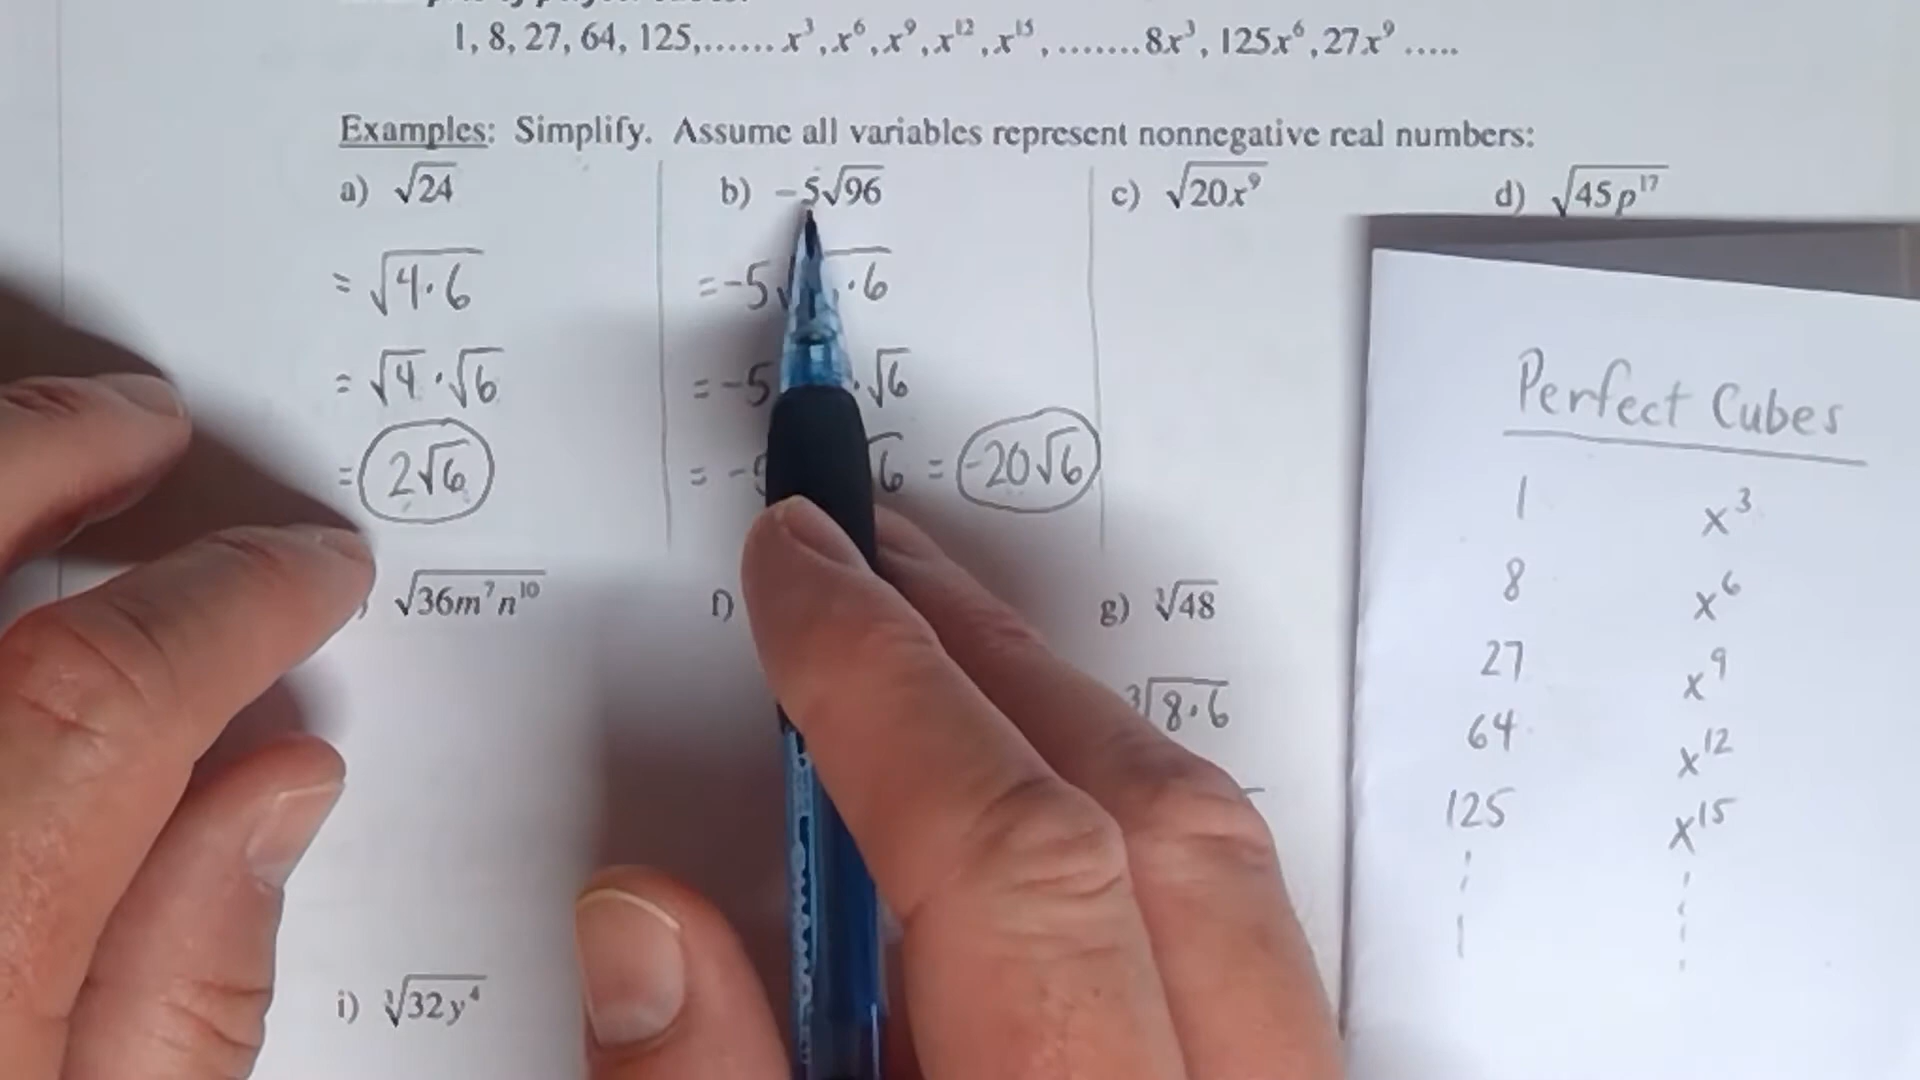 1, 8, 27, 64, 125,...... x³, x⁶, x⁹, x¹², x¹⁵, ....... 8x³, 125x⁶, 27x⁹ .....
Examples: Simplify. Assume all variables represent nonnegative real numbers:
a) √24 b) -5√96 c) √20x⁹ d) √45p¹⁷
= √4·6 = -5√ ·6
= √4 · √6 = -5 · √6
= 2√6 = - 6 = -20√6
√36m⁷n¹⁰ f) g) ∛48
∛8·6
i) ∛32y⁴
Perfect Cubes
1 x³
8 x⁶
27 x⁹
64 x¹²
125 x¹⁵